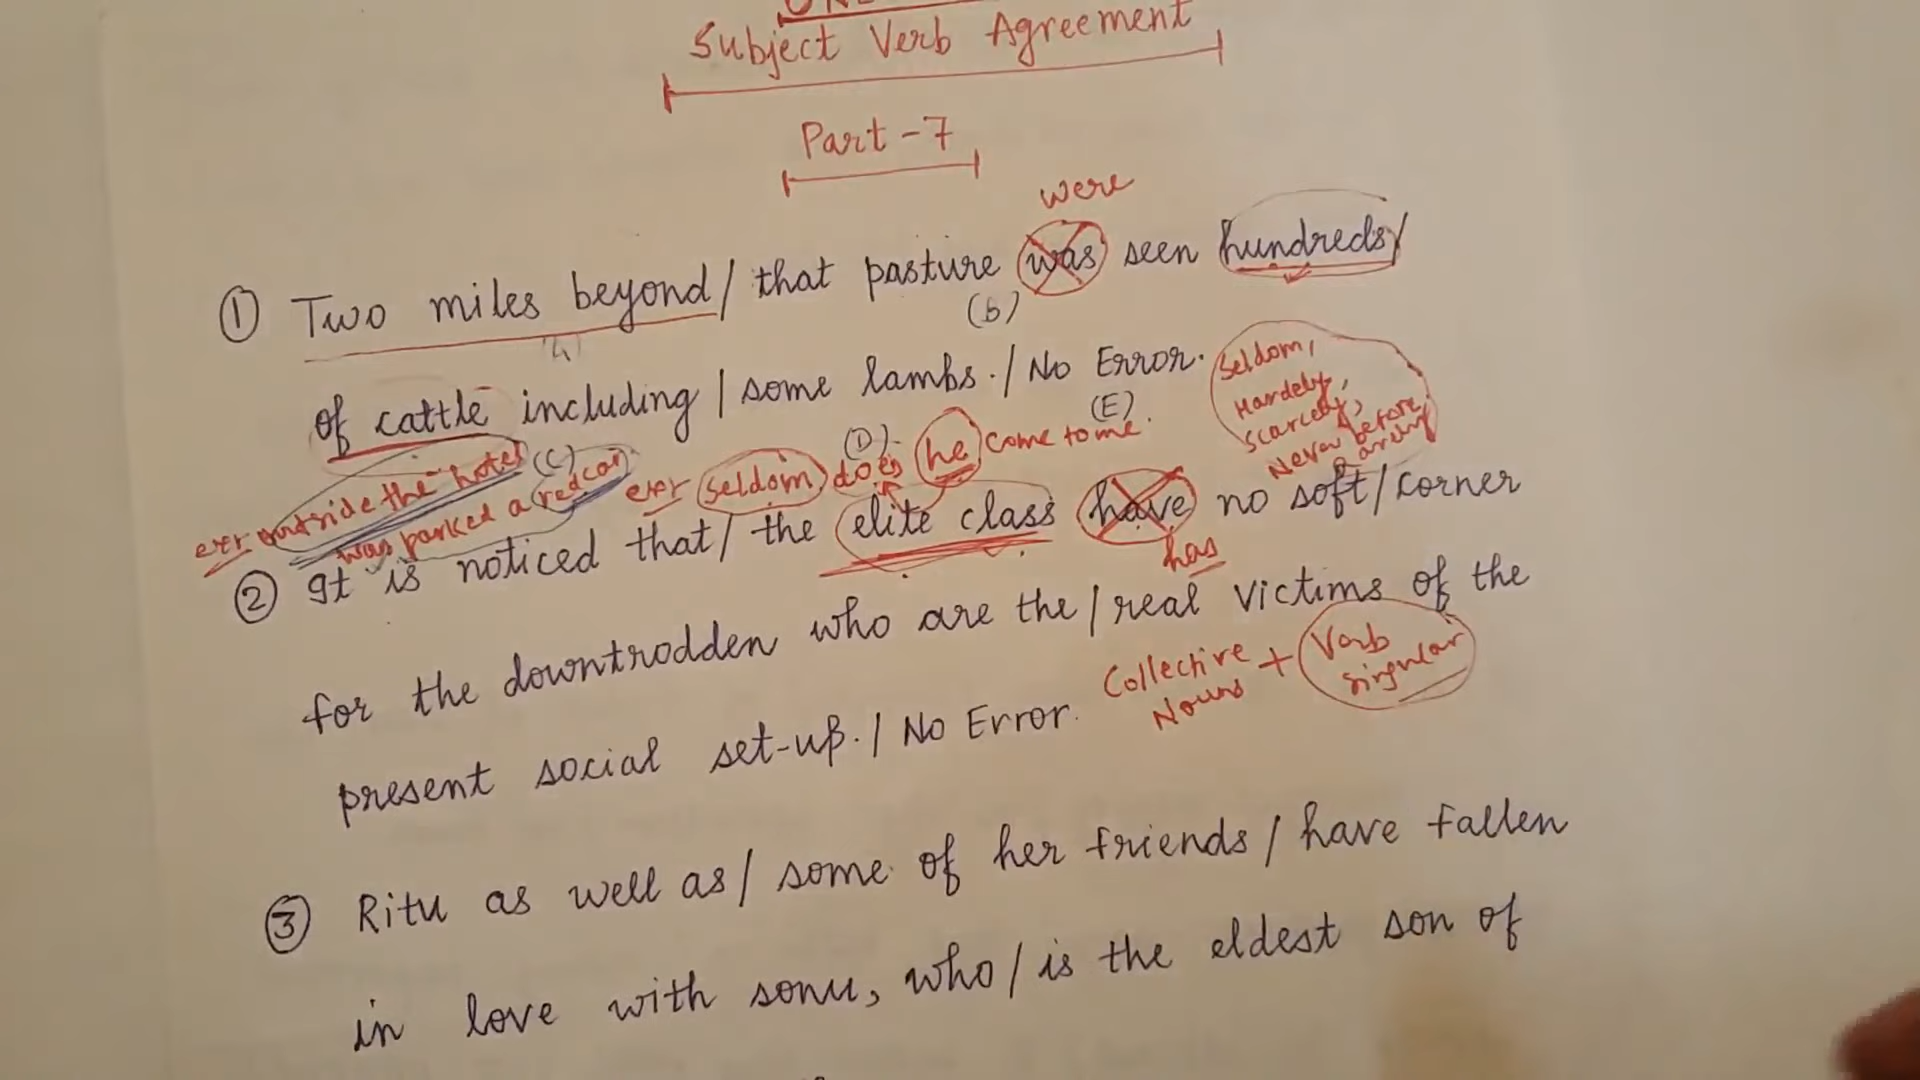 Subject Verb Agreement
Part-7
were
① Two miles beyond/ that pasture was seen hundreds/
(A) (B)
of cattle including / some lambs. / No Error.
(C) (D) (E)
Seldom,
Hardely,
Scarcely,
Never before
exr outside the hotel
was parked a red car
exr seldom does he come to me.
② It is noticed that/ the elite class have no soft/ corner
has
for the downtrodden who are the/ real victims of the
Collective Nouns + Verb singular
present social set-up. / No Error.
③ Ritu as well as/ some of her friends / have fallen
in love with sonu, who / is the eldest son of